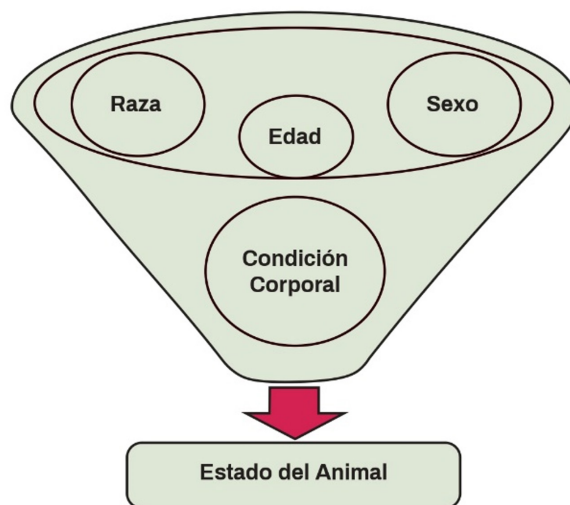 Raza
Sexo
Edad
Condición
Corporal
Estado del Animal